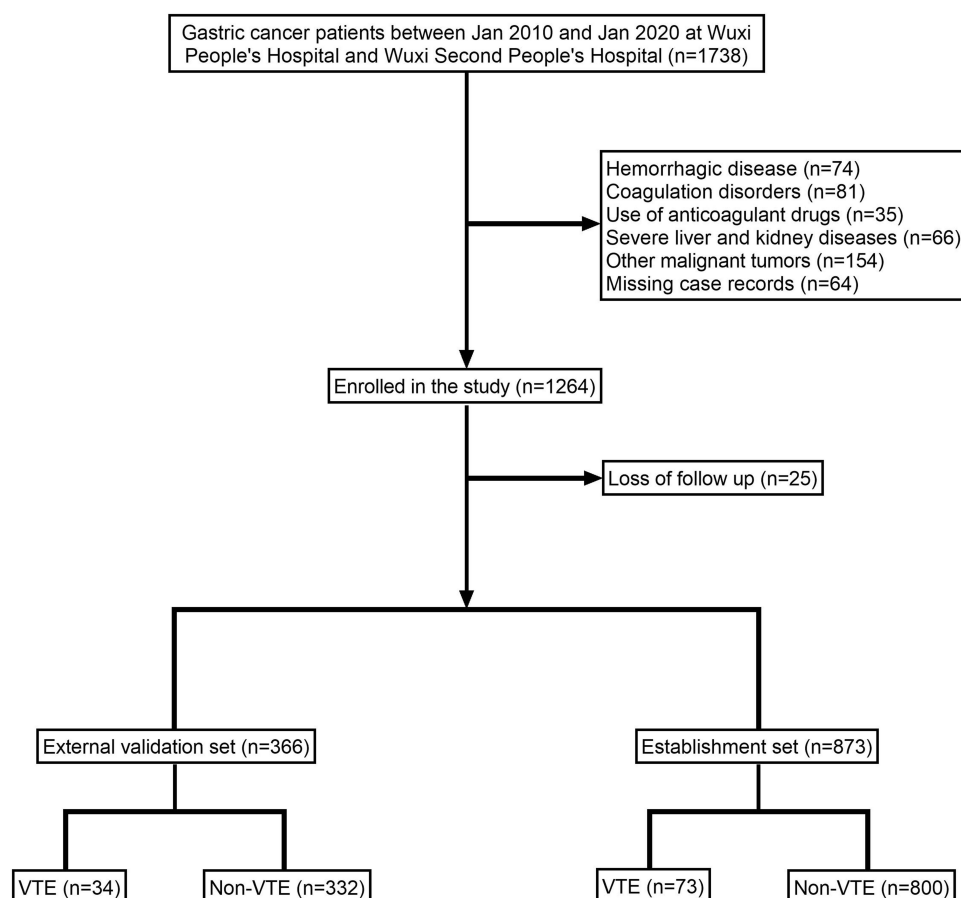 Gastric cancer patients between Jan 2010 and Jan 2020 at Wuxi
People's Hospital and Wuxi Second People's Hospital (n=1738)
Hemorrhagic disease (n=74)
Coagulation disorders (n=81)
Use of anticoagulant drugs (n=35)
Severe liver and kidney diseases (n=66)
Other malignant tumors (n=154)
Missing case records (n=64)
Enrolled in the study (n=1264)
Loss of follow up (n=25)
External validation set (n=366)
Establishment set (n=873)
VTE (n=34)
Non-VTE (n=332)
VTE (n=73)
Non-VTE (n=800)